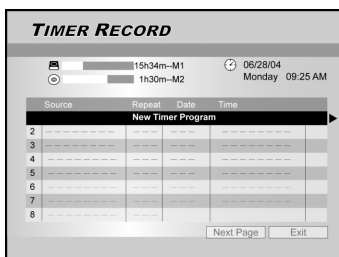 TIMER RECORD
15h34m--M1 06/28/04
1h30m--M2 Monday 09:25 AM
Source Repeat Date Time
New Timer Program
2 -------- --- --- --------
3 -------- --- --- --------
4 -------- --- --- --------
5 -------- --- --- --------
6 -------- --- --- --------
7 -------- --- --- --------
8 -------- --- --- --------
Next Page Exit